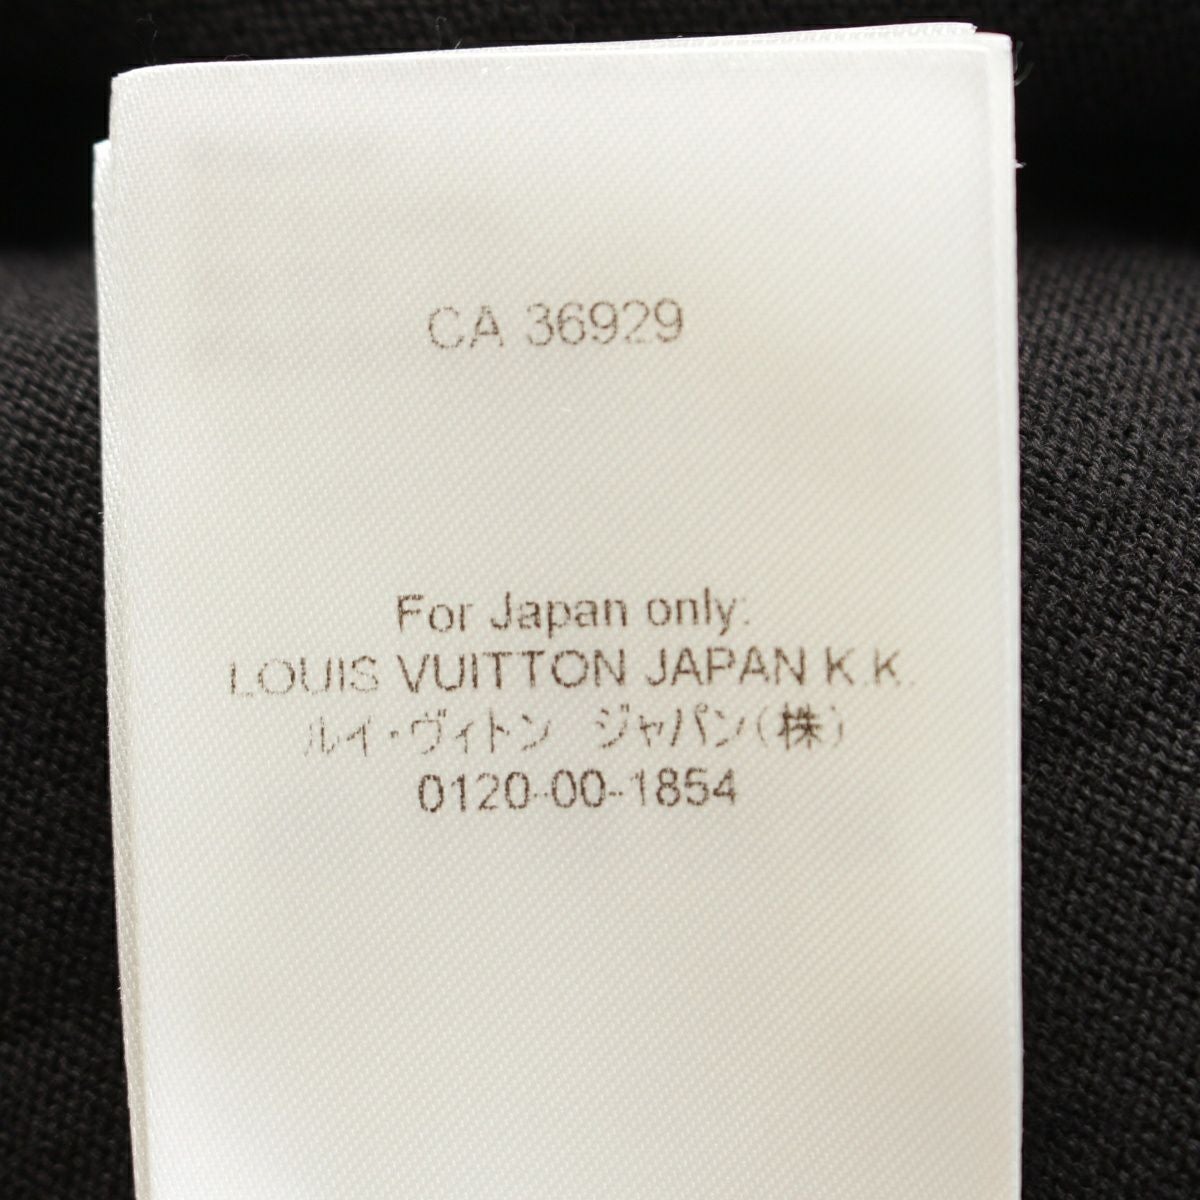 CA 36929
For Japan only:
LOUIS VUITTON JAPAN K.K.
ルイ・ヴィトン ジャパン(株)
0120-00-1854